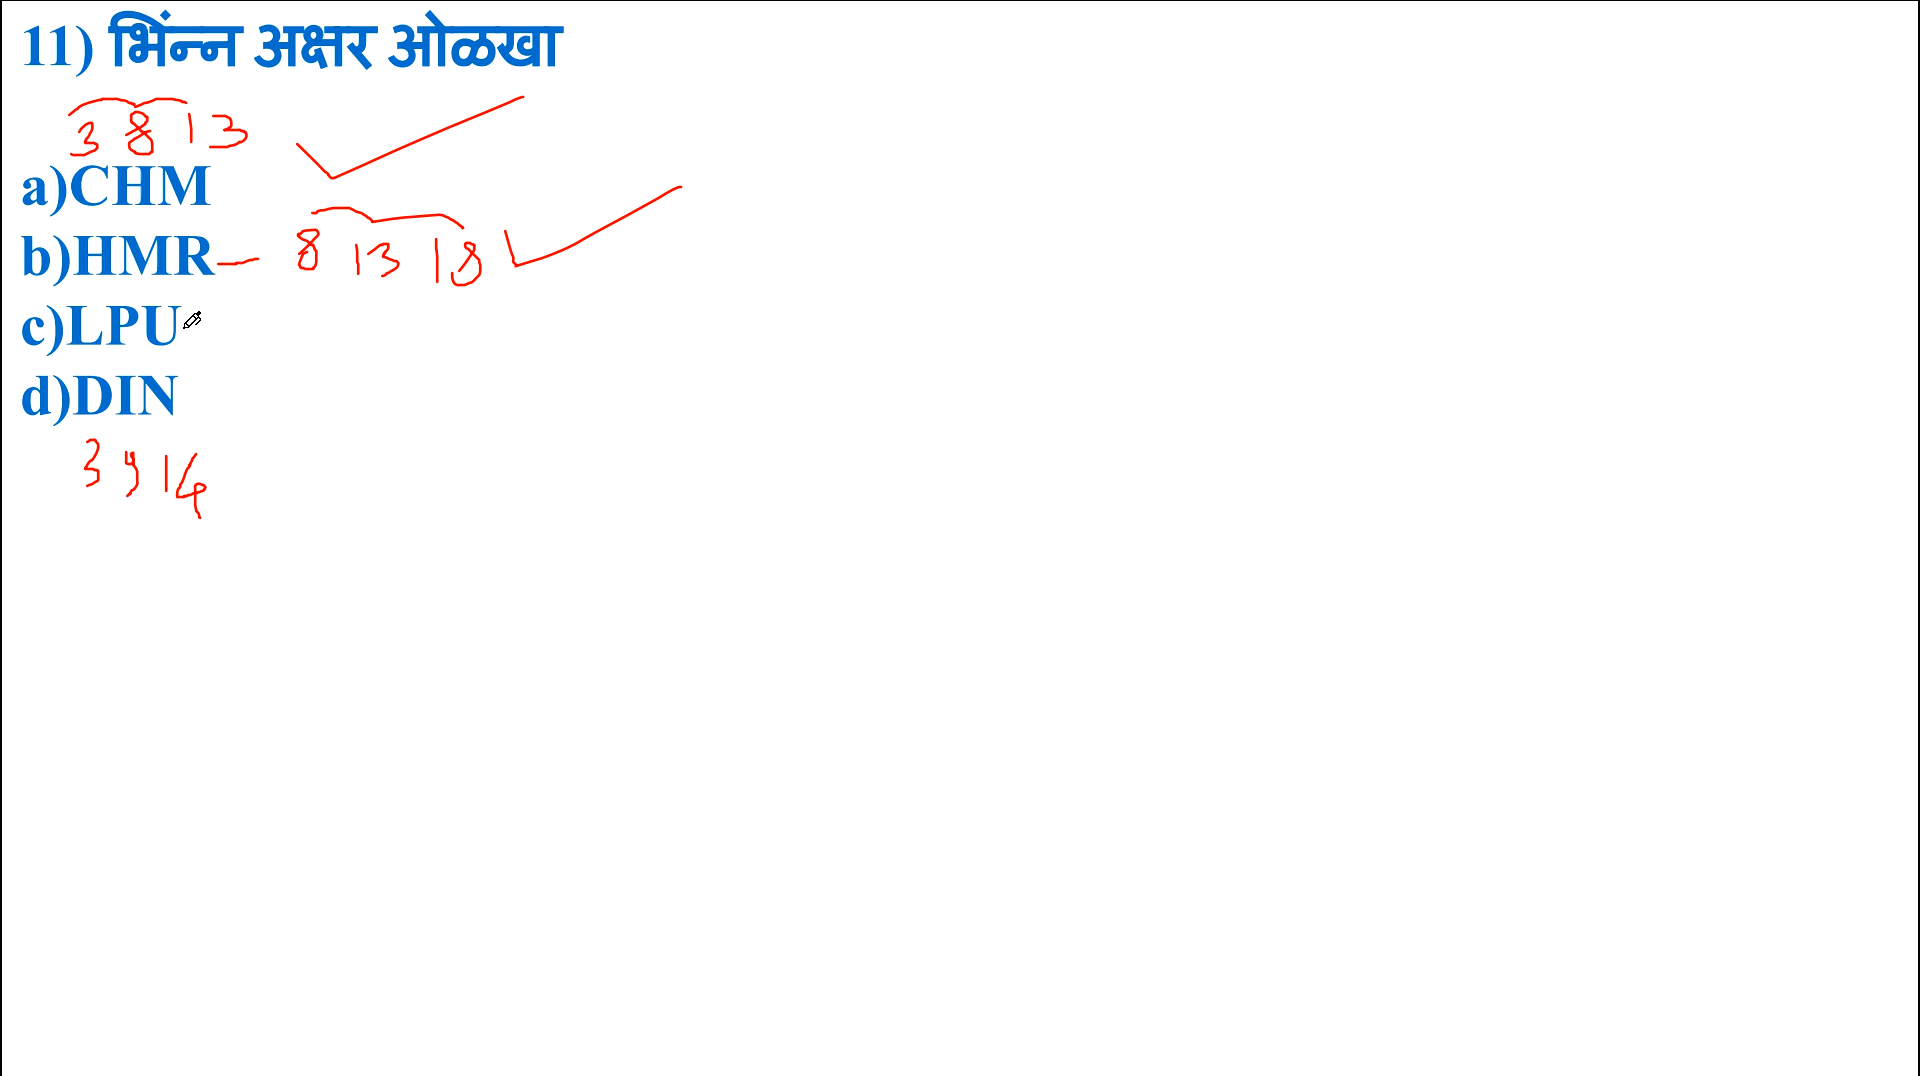 11) भिंन्न अक्षर ओळखा
3 8 13
a)CHM
b)HMR— 8 13 18
c)LPU
d)DIN
3 9 14